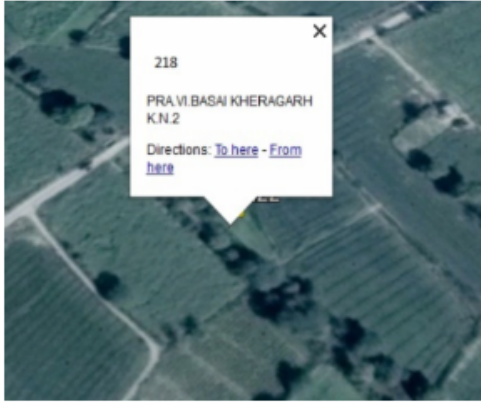 218
PRA.VI.BASAI KHERAGARH
K.N.2
Directions: To here - From
here